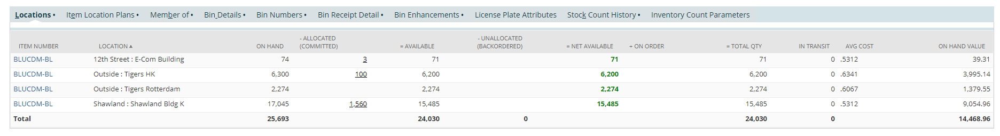 Locations • Item Location Plans • Member of • Bin Details • Bin Numbers • Bin Receipt Detail • Bin Enhancements • License Plate Attributes Stock Count History • Inventory Count Parameters
ITEM NUMBER LOCATION ▲ ON HAND - ALLOCATED (COMMITTED) = AVAILABLE - UNALLOCATED (BACKORDERED) = NET AVAILABLE + ON ORDER = TOTAL QTY IN TRANSIT AVG COST ON HAND VALUE
BLUCDM-BL 12th Street : E-Com Building 74 3 71 71 71 0 .5312 39.31
BLUCDM-BL Outside : Tigers HK 6,300 100 6,200 6,200 6,200 0 .6341 3,995.14
BLUCDM-BL Outside : Tigers Rotterdam 2,274 2,274 2,274 2,274 0 .6067 1,379.55
BLUCDM-BL Shawland : Shawland Bldg K 17,045 1,560 15,485 15,485 15,485 0 .5312 9,054.96
Total 25,693 24,030 0 24,030 0 14,468.96